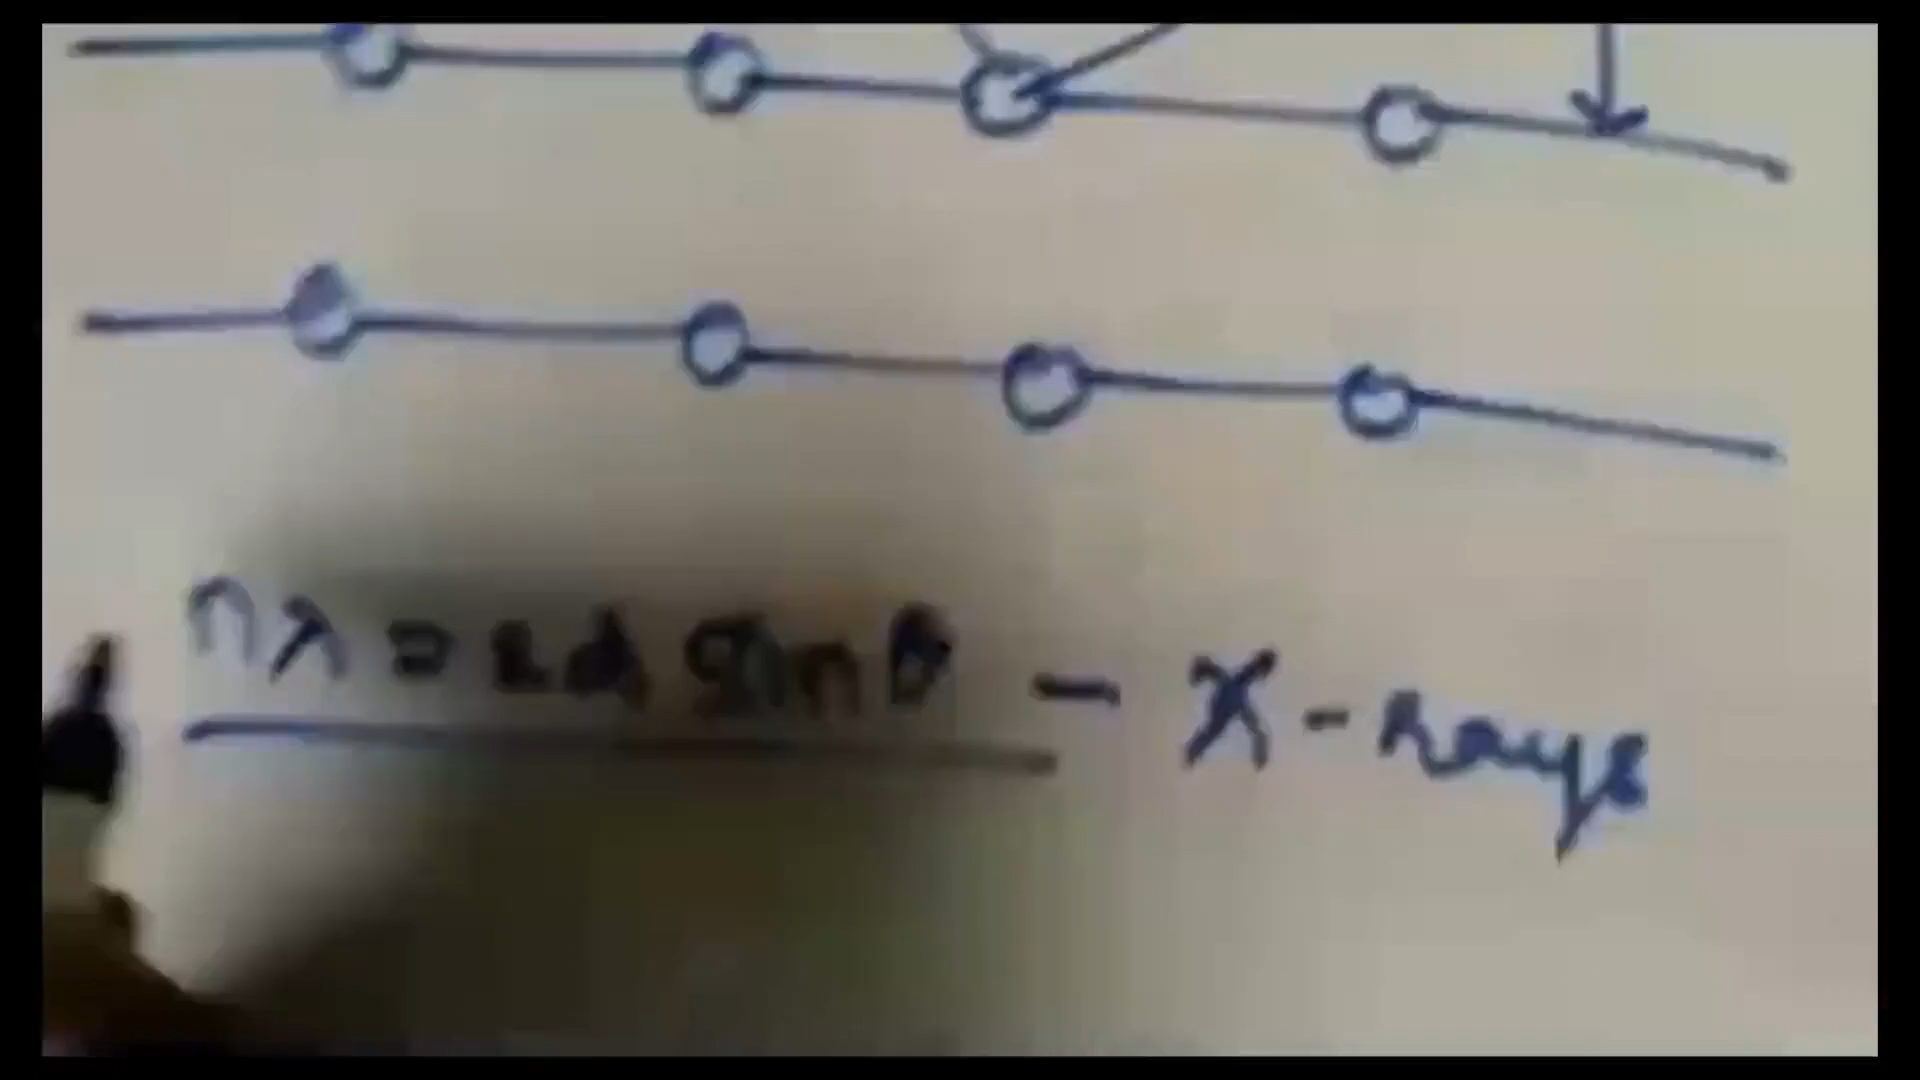 nλ = 2d sinθ - X-rays